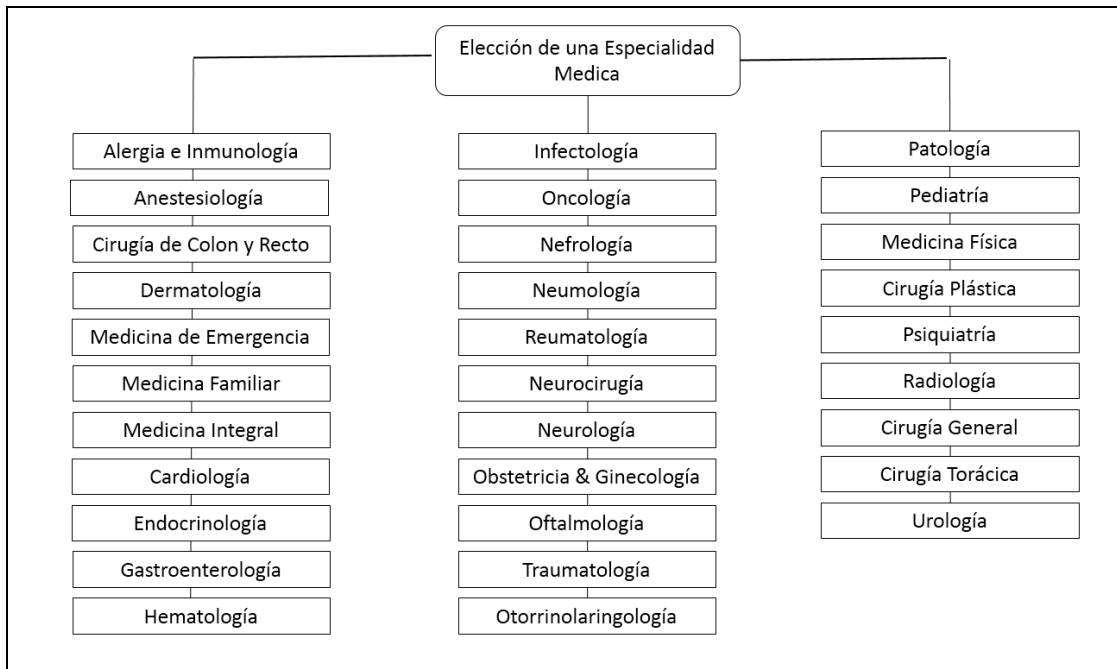 Elección de una Especialidad
Medica
Alergia e Inmunología
Anestesiología
Cirugía de Colon y Recto
Dermatología
Medicina de Emergencia
Medicina Familiar
Medicina Integral
Cardiología
Endocrinología
Gastroenterología
Hematología
Infectología
Oncología
Nefrología
Neumología
Reumatología
Neurocirugía
Neurología
Obstetricia & Ginecología
Oftalmología
Traumatología
Otorrinolaringología
Patología
Pediatría
Medicina Física
Cirugía Plástica
Psiquiatría
Radiología
Cirugía General
Cirugía Torácica
Urología